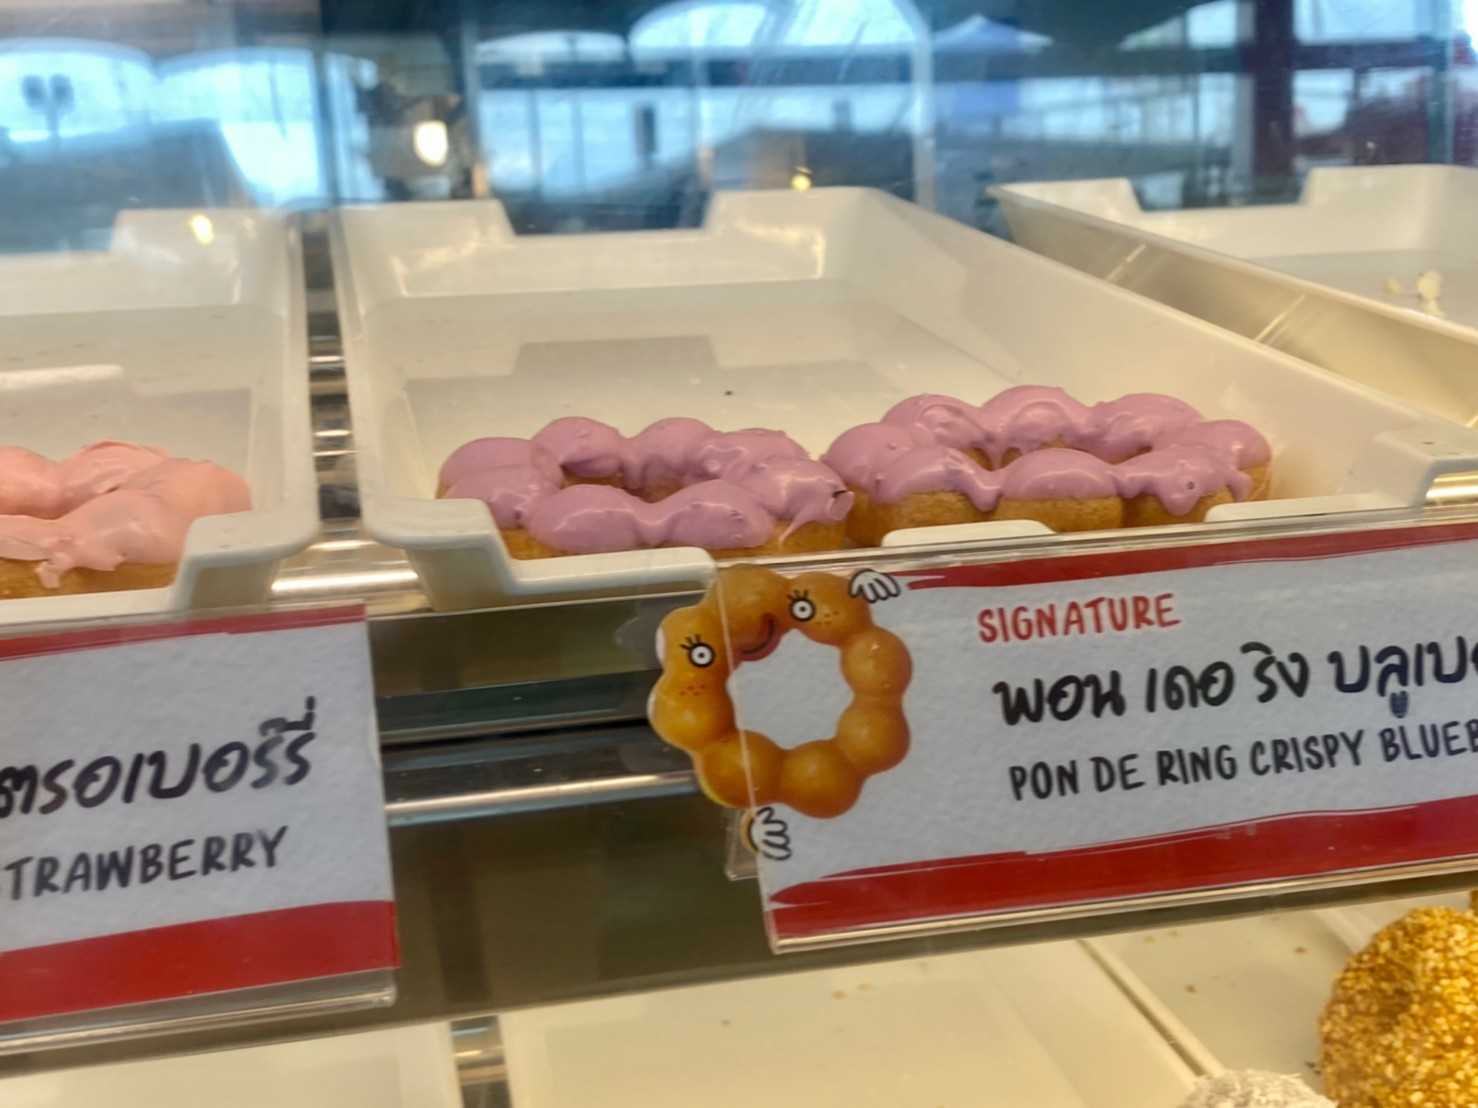 ตรอเบอร์รี่
TRAWBERRY
SIGNATURE
พอน เดอ ริง บลูเบ
PON DE RING CRISPY BLUEB